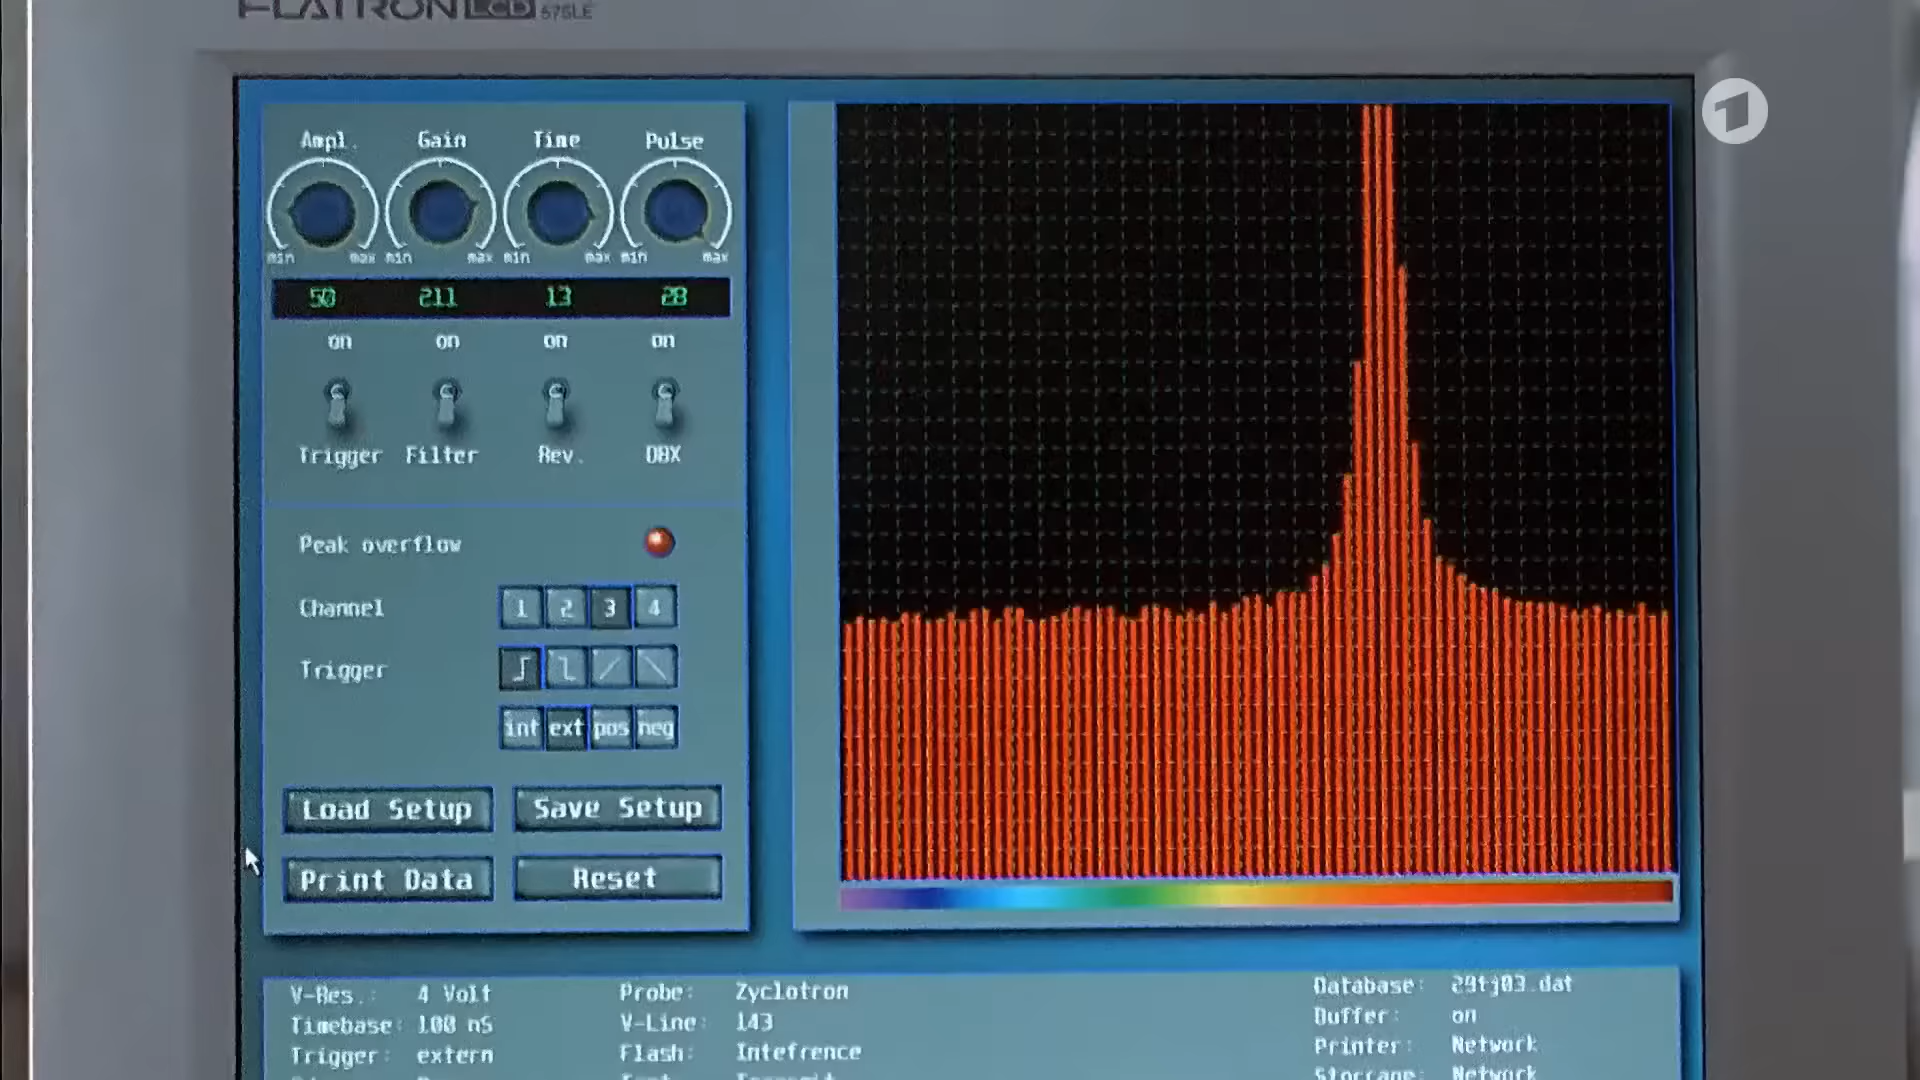 FLATRON LCD 575LE
Ampl. Gain Time Pulse
min max min max min max min max
50 211 13 28
on on on on
Trigger Filter Rev. DBX
Peak overflow
Channel 1 2 3 4
Trigger
int ext pos neg
Load Setup Save Setup
Print Data Reset
V-Res.: 4 Volt
Timebase: 100 nS
Trigger: extern
Probe: Zyclotron
V-Line: 143
Flash: Intefrence
Database: 29tj03.dat
Buffer: on
Printer: Network
Storcage: Network
1